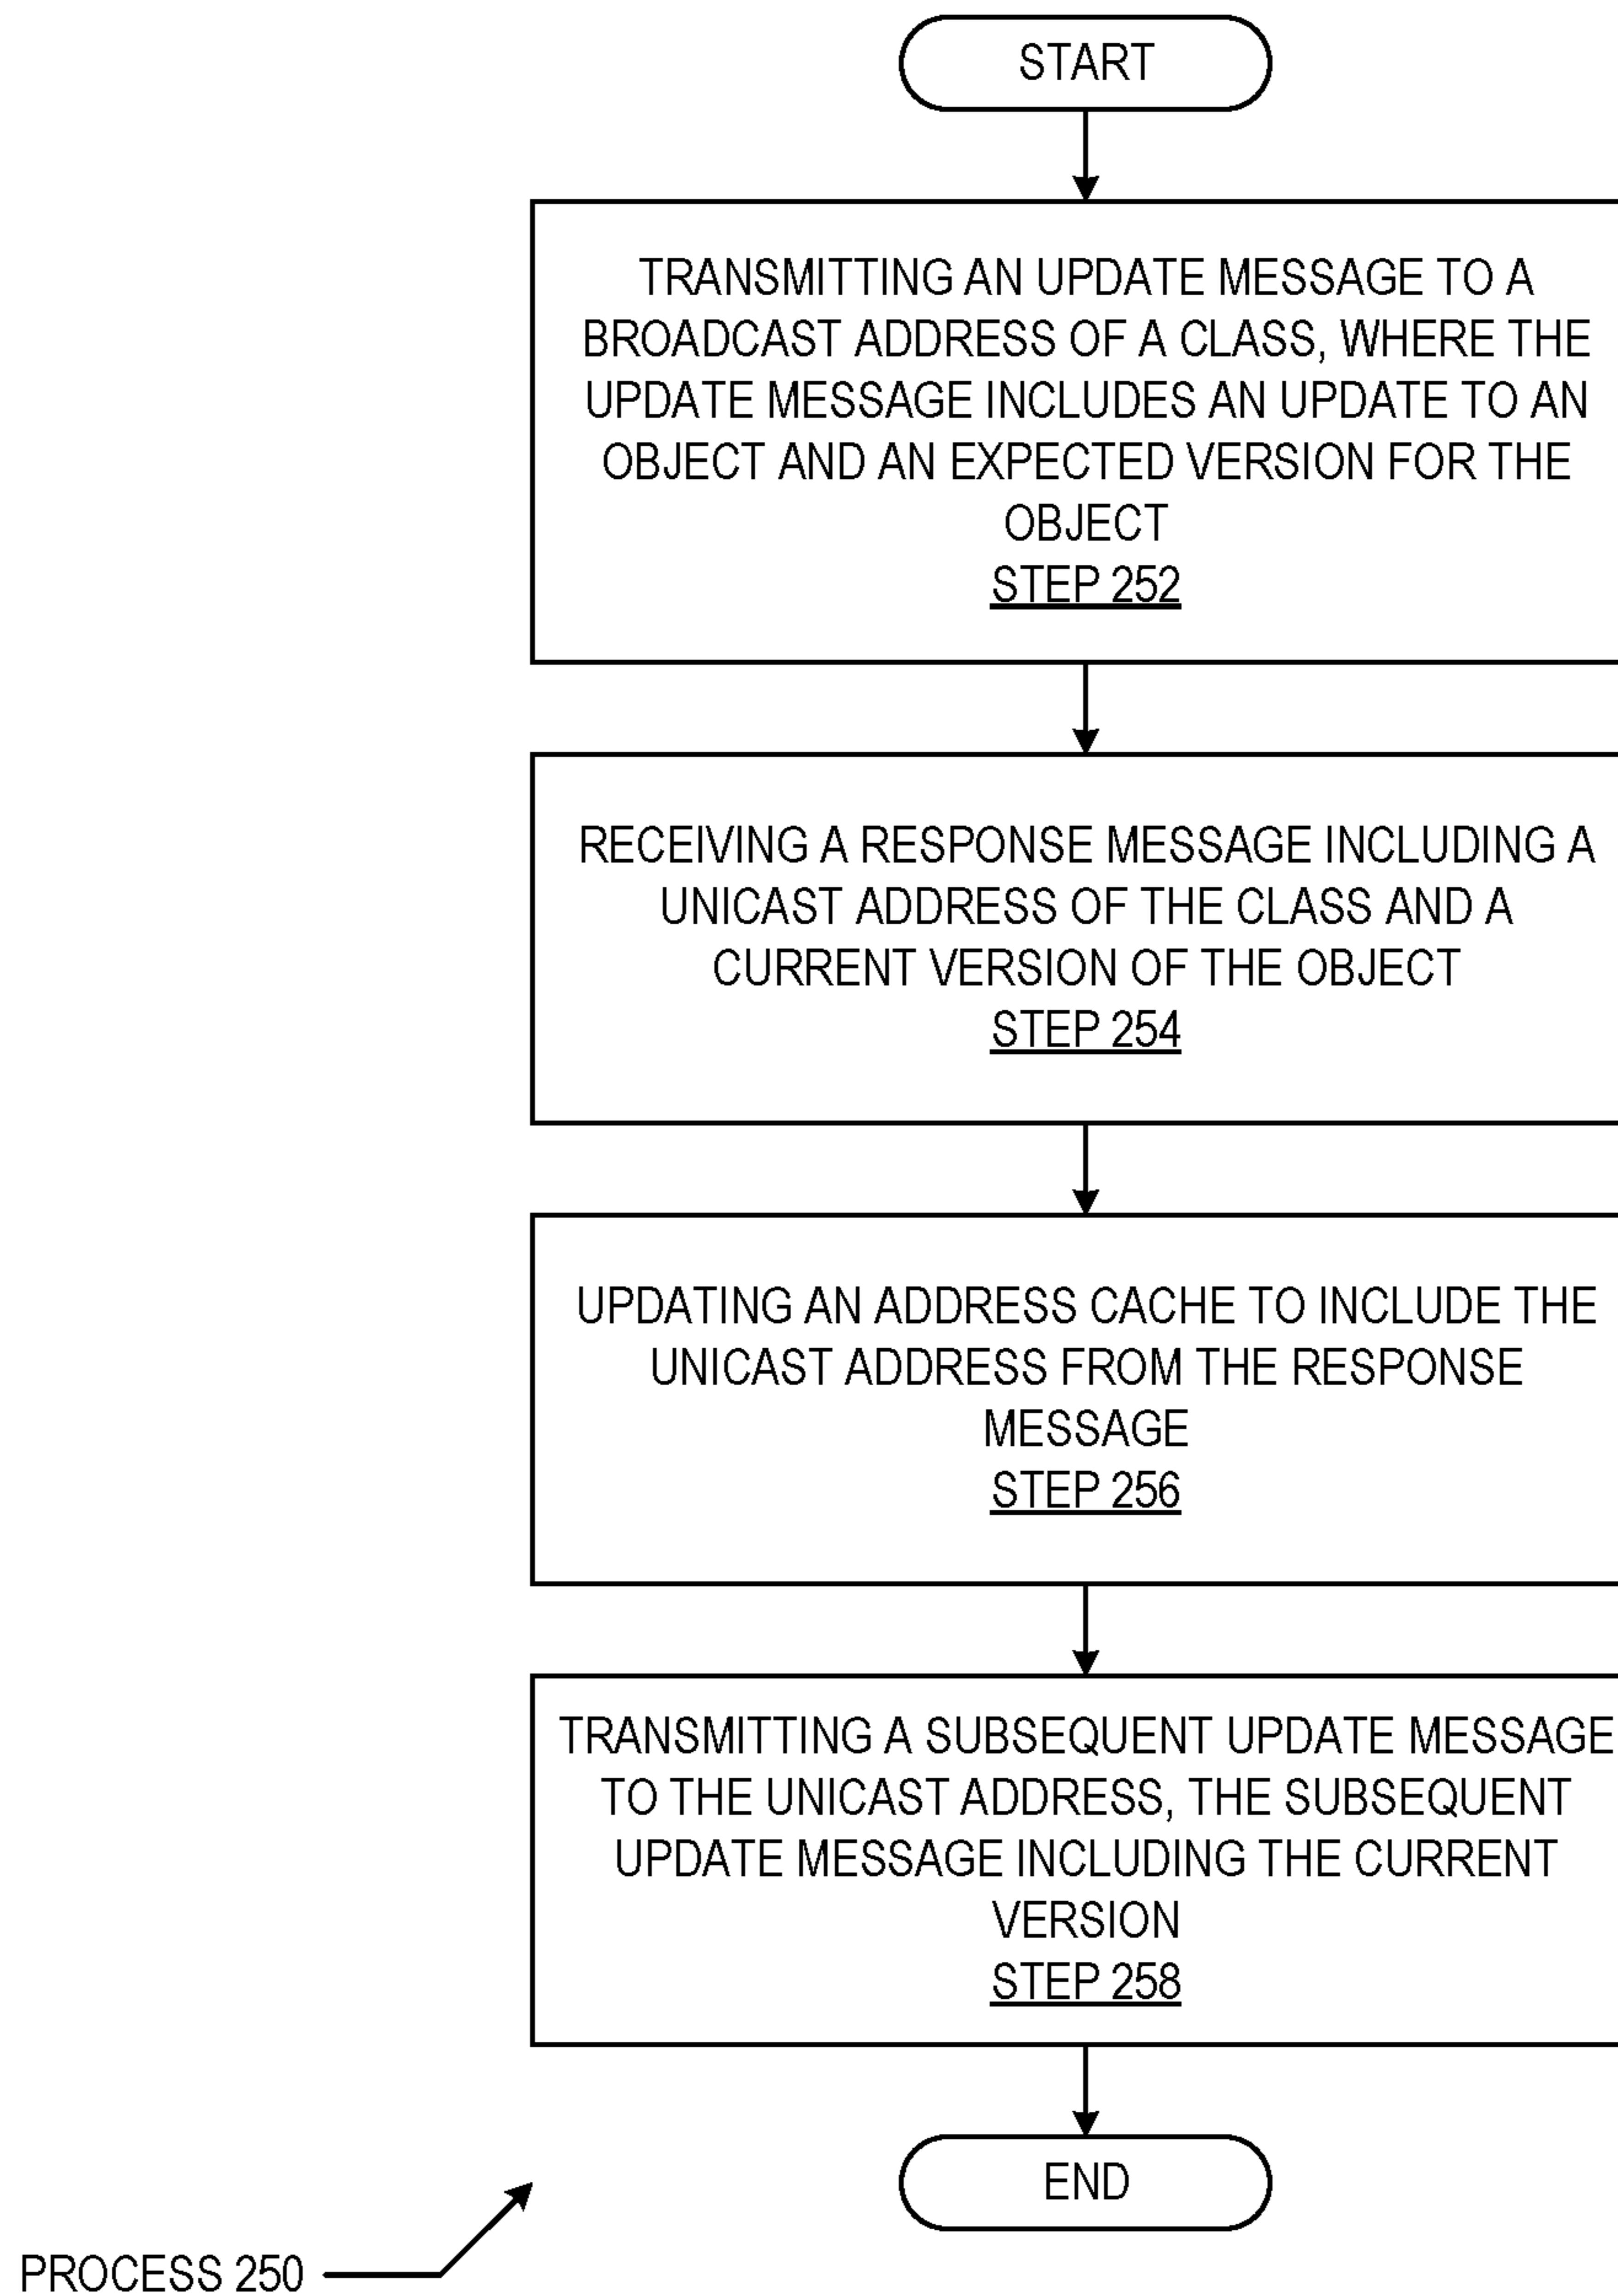 START
TRANSMITTING AN UPDATE MESSAGE TO A
BROADCAST ADDRESS OF A CLASS, WHERE THE
UPDATE MESSAGE INCLUDES AN UPDATE TO AN
OBJECT AND AN EXPECTED VERSION FOR THE
OBJECT
STEP 252
RECEIVING A RESPONSE MESSAGE INCLUDING A
UNICAST ADDRESS OF THE CLASS AND A
CURRENT VERSION OF THE OBJECT
STEP 254
UPDATING AN ADDRESS CACHE TO INCLUDE THE
UNICAST ADDRESS FROM THE RESPONSE
MESSAGE
STEP 256
TRANSMITTING A SUBSEQUENT UPDATE MESSAGE
TO THE UNICAST ADDRESS, THE SUBSEQUENT
UPDATE MESSAGE INCLUDING THE CURRENT
VERSION
STEP 258
END
PROCESS 250